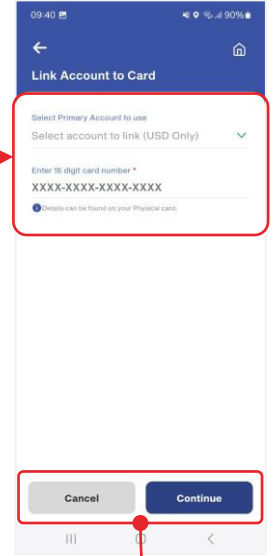 09:40 90%
Link Account to Card
Select Primary Account to use
Select account to link (USD Only)
Enter 16 digit card number *
XXXX-XXXX-XXXX-XXXX
Details can be found on your Physical card.
Cancel Continue